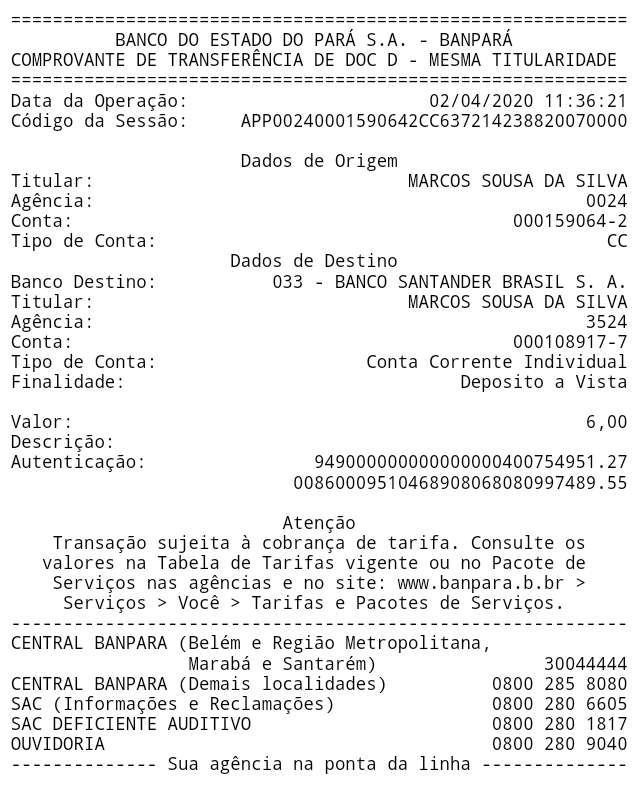 ===========================================================
BANCO DO ESTADO DO PARÁ S.A. - BANPARÁ
COMPROVANTE DE TRANSFERÊNCIA DE DOC D - MESMA TITULARIDADE
===========================================================
Data da Operação: 02/04/2020 11:36:21
Código da Sessão: APP00240001590642CC637214238820070000
Dados de Origem
Titular: MARCOS SOUSA DA SILVA
Agência: 0024
Conta: 000159064-2
Tipo de Conta: CC
Dados de Destino
Banco Destino: 033 - BANCO SANTANDER BRASIL S. A.
Titular: MARCOS SOUSA DA SILVA
Agência: 3524
Conta: 000108917-7
Tipo de Conta: Conta Corrente Individual
Finalidade: Deposito a Vista
Valor: 6,00
Descrição:
Autenticação: 949000000000000000400754951.27
00860009510468908068080997489.55
Atenção
Transação sujeita à cobrança de tarifa. Consulte os
valores na Tabela de Tarifas vigente ou no Pacote de
Serviços nas agências e no site: www.banpara.b.br >
Serviços > Você > Tarifas e Pacotes de Serviços.
-----------------------------------------------------------
CENTRAL BANPARA (Belém e Região Metropolitana,
Marabá e Santarém) 30044444
CENTRAL BANPARA (Demais localidades) 0800 285 8080
SAC (Informações e Reclamações) 0800 280 6605
SAC DEFICIENTE AUDITIVO 0800 280 1817
OUVIDORIA 0800 280 9040
-------------- Sua agência na ponta da linha --------------